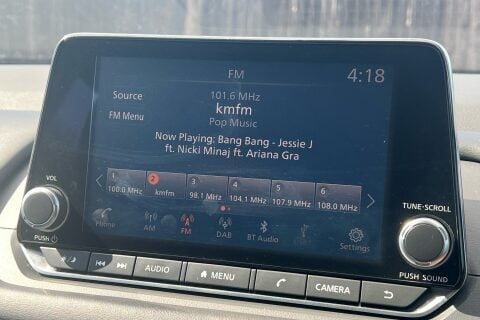 FM
4:18
Source
101.6 MHz
kmfm
FM Menu
Pop Music
Now Playing: Bang Bang - Jessie J
ft. Nicki Minaj ft. Ariana Gra
1 2 3 4 5 6
100.0 MHz kmfm 98.1 MHz 104.1 MHz 107.9 MHz 108.0 MHz
Phone AM FM DAB BT Audio Settings
VOL
PUSH
TUNE·SCROLL
PUSH SOUND
AUDIO MENU CAMERA